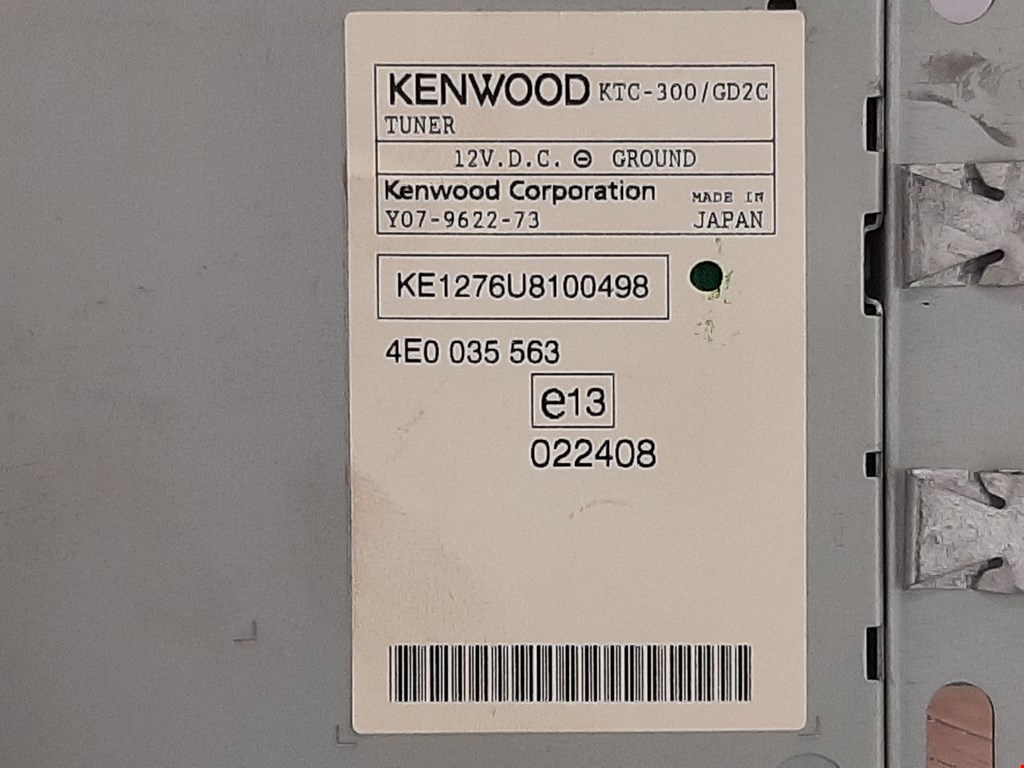 KENWOOD KTC-300/GD2C
TUNER
12V.D.C. ⊖ GROUND
Kenwood Corporation MADE IN
Y07-9622-73 JAPAN
KE1276U8100498
4E0 035 563
e13
022408